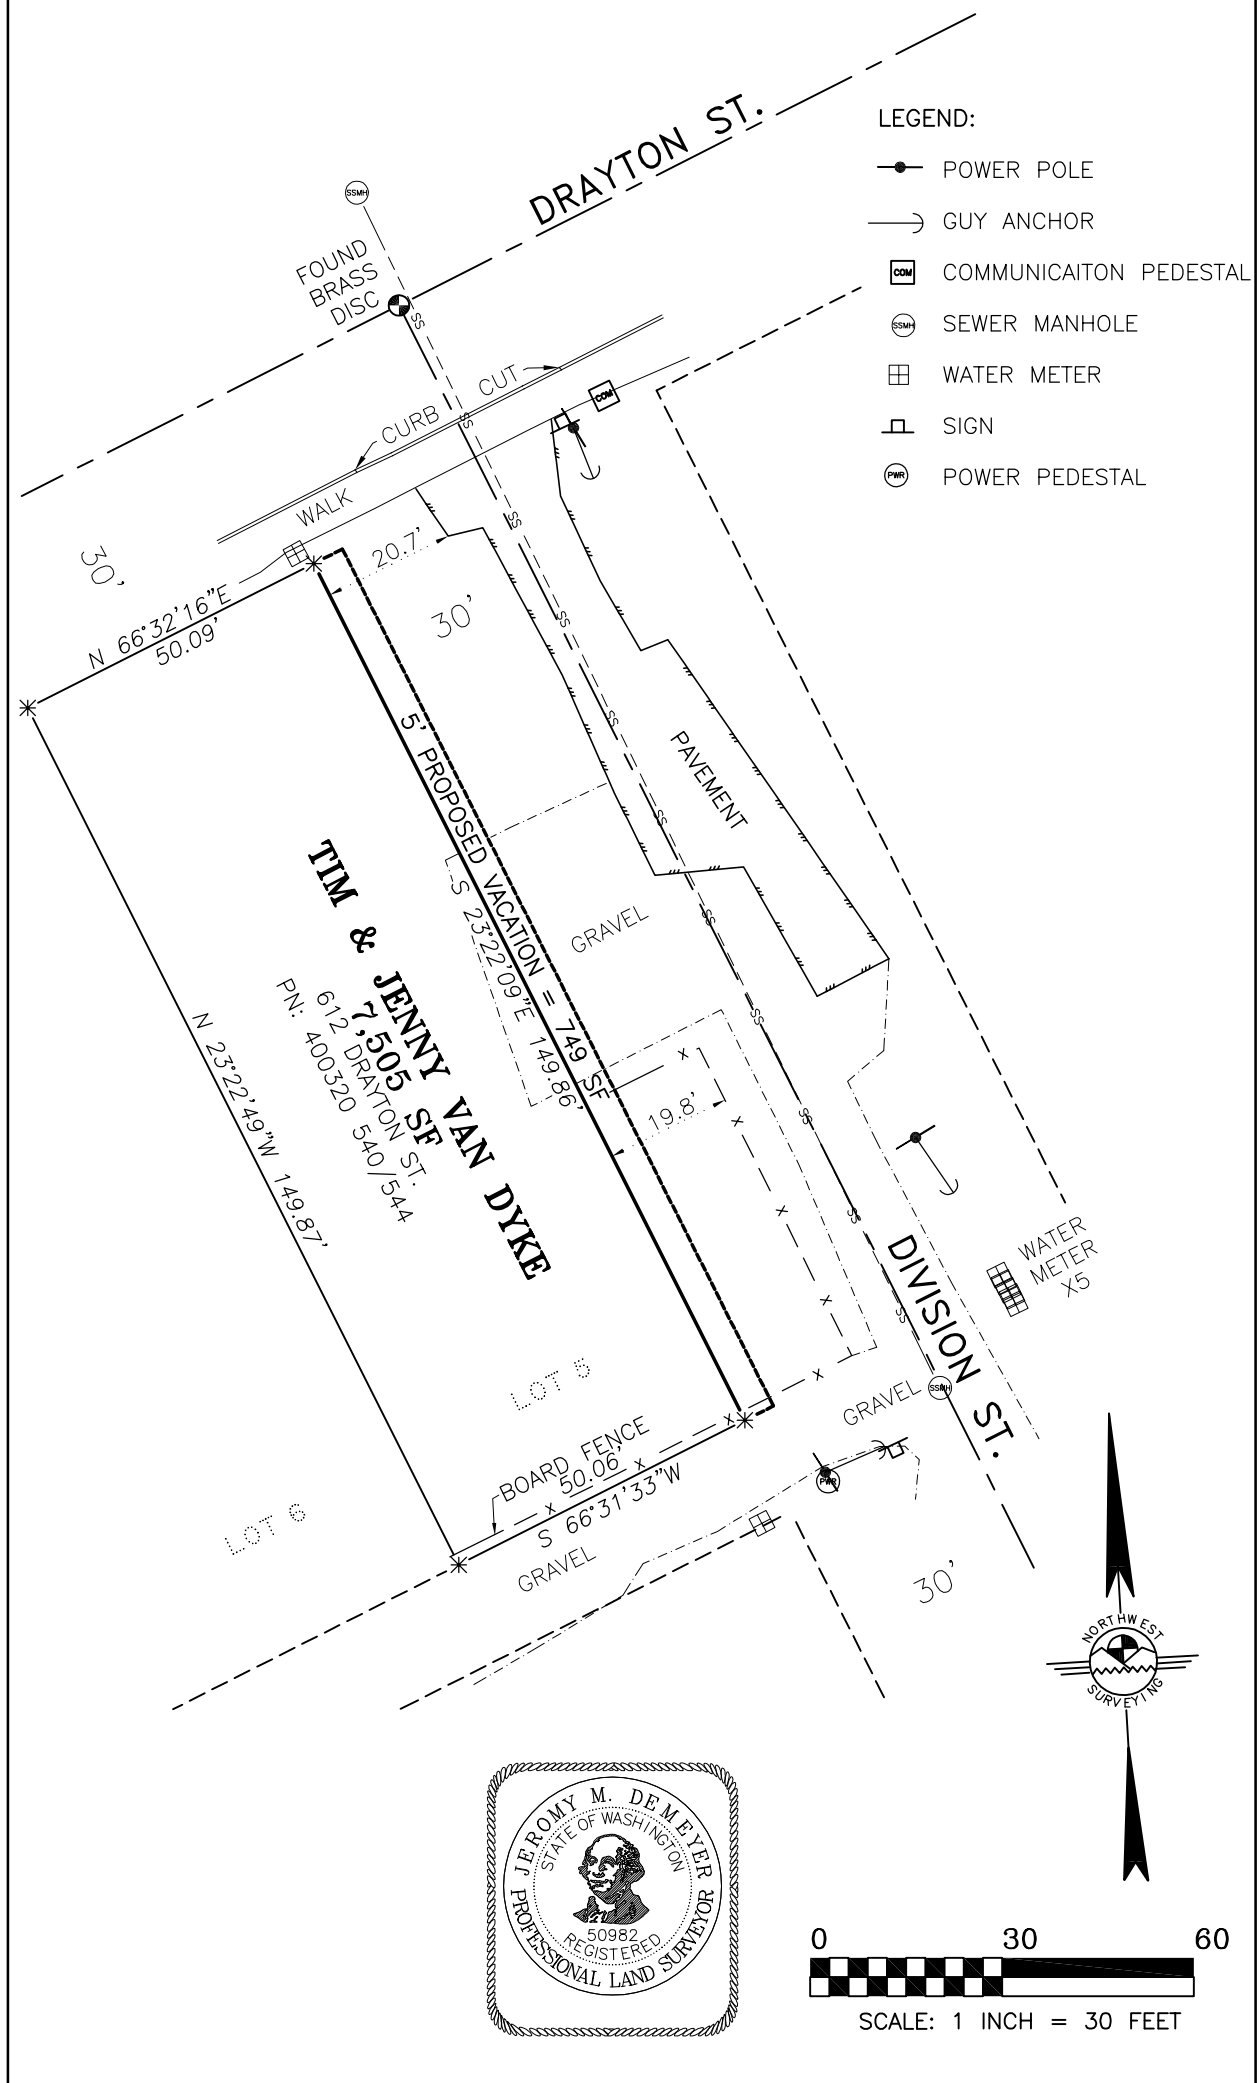 DRAYTON ST.
LEGEND:
POWER POLE
GUY ANCHOR
COM COMMUNICAITON PEDESTAL
SSMH SEWER MANHOLE
WATER METER
SIGN
PWR POWER PEDESTAL
SSMH
FOUND
BRASS
DISC
SS
CURB CUT
COM
SS
WALK
SS
20.7'
30'
30'
N 66°32'16"E
50.09'
SS
SS
5' PROPOSED VACATION = 749 SF
S 23°22'09"E 149.86'
PAVEMENT
SS
GRAVEL
SS
TIM & JENNY VAN DYKE
7,505 SF
612 DRAYTON ST.
PN: 400320 540/544
N 23°22'49"W 149.87'
SS
X
X
19.8'
SS
X
SS
X
SS
X
DIVISION ST.
WATER
METER
X5
LOT 5
X
SSMH
GRAVEL
BOARD FENCE
X
X
X
50.06'
S 66°31'33"W
PWR
LOT 6
GRAVEL
30'
NORTHWEST
SURVEYING
JEROMY M. DEMEYER
STATE OF WASHINGTON
50982
REGISTERED
PROFESSIONAL LAND SURVEYOR
0 30 60
SCALE: 1 INCH = 30 FEET